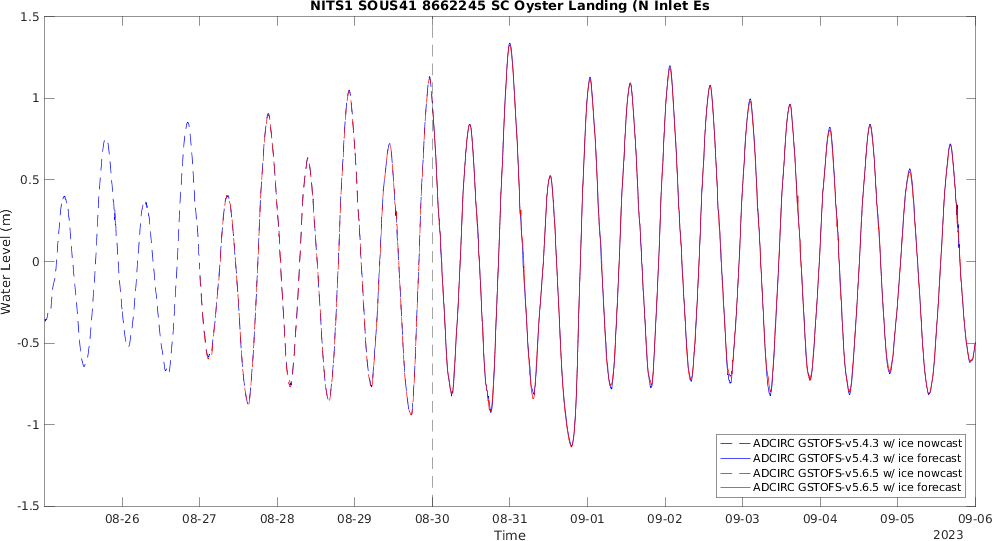 NITS1 SOUS41 8662245 SC Oyster Landing (N Inlet Es
1.5
1
0.5
0
-0.5
-1
-1.5
Water Level (m)
ADCIRC GSTOFS-v5.4.3 w/ ice nowcast
ADCIRC GSTOFS-v5.4.3 w/ ice forecast
ADCIRC GSTOFS-v5.6.5 w/ ice nowcast
ADCIRC GSTOFS-v5.6.5 w/ ice forecast
08-26 08-27 08-28 08-29 08-30 08-31 09-01 09-02 09-03 09-04 09-05 09-06
Time 2023